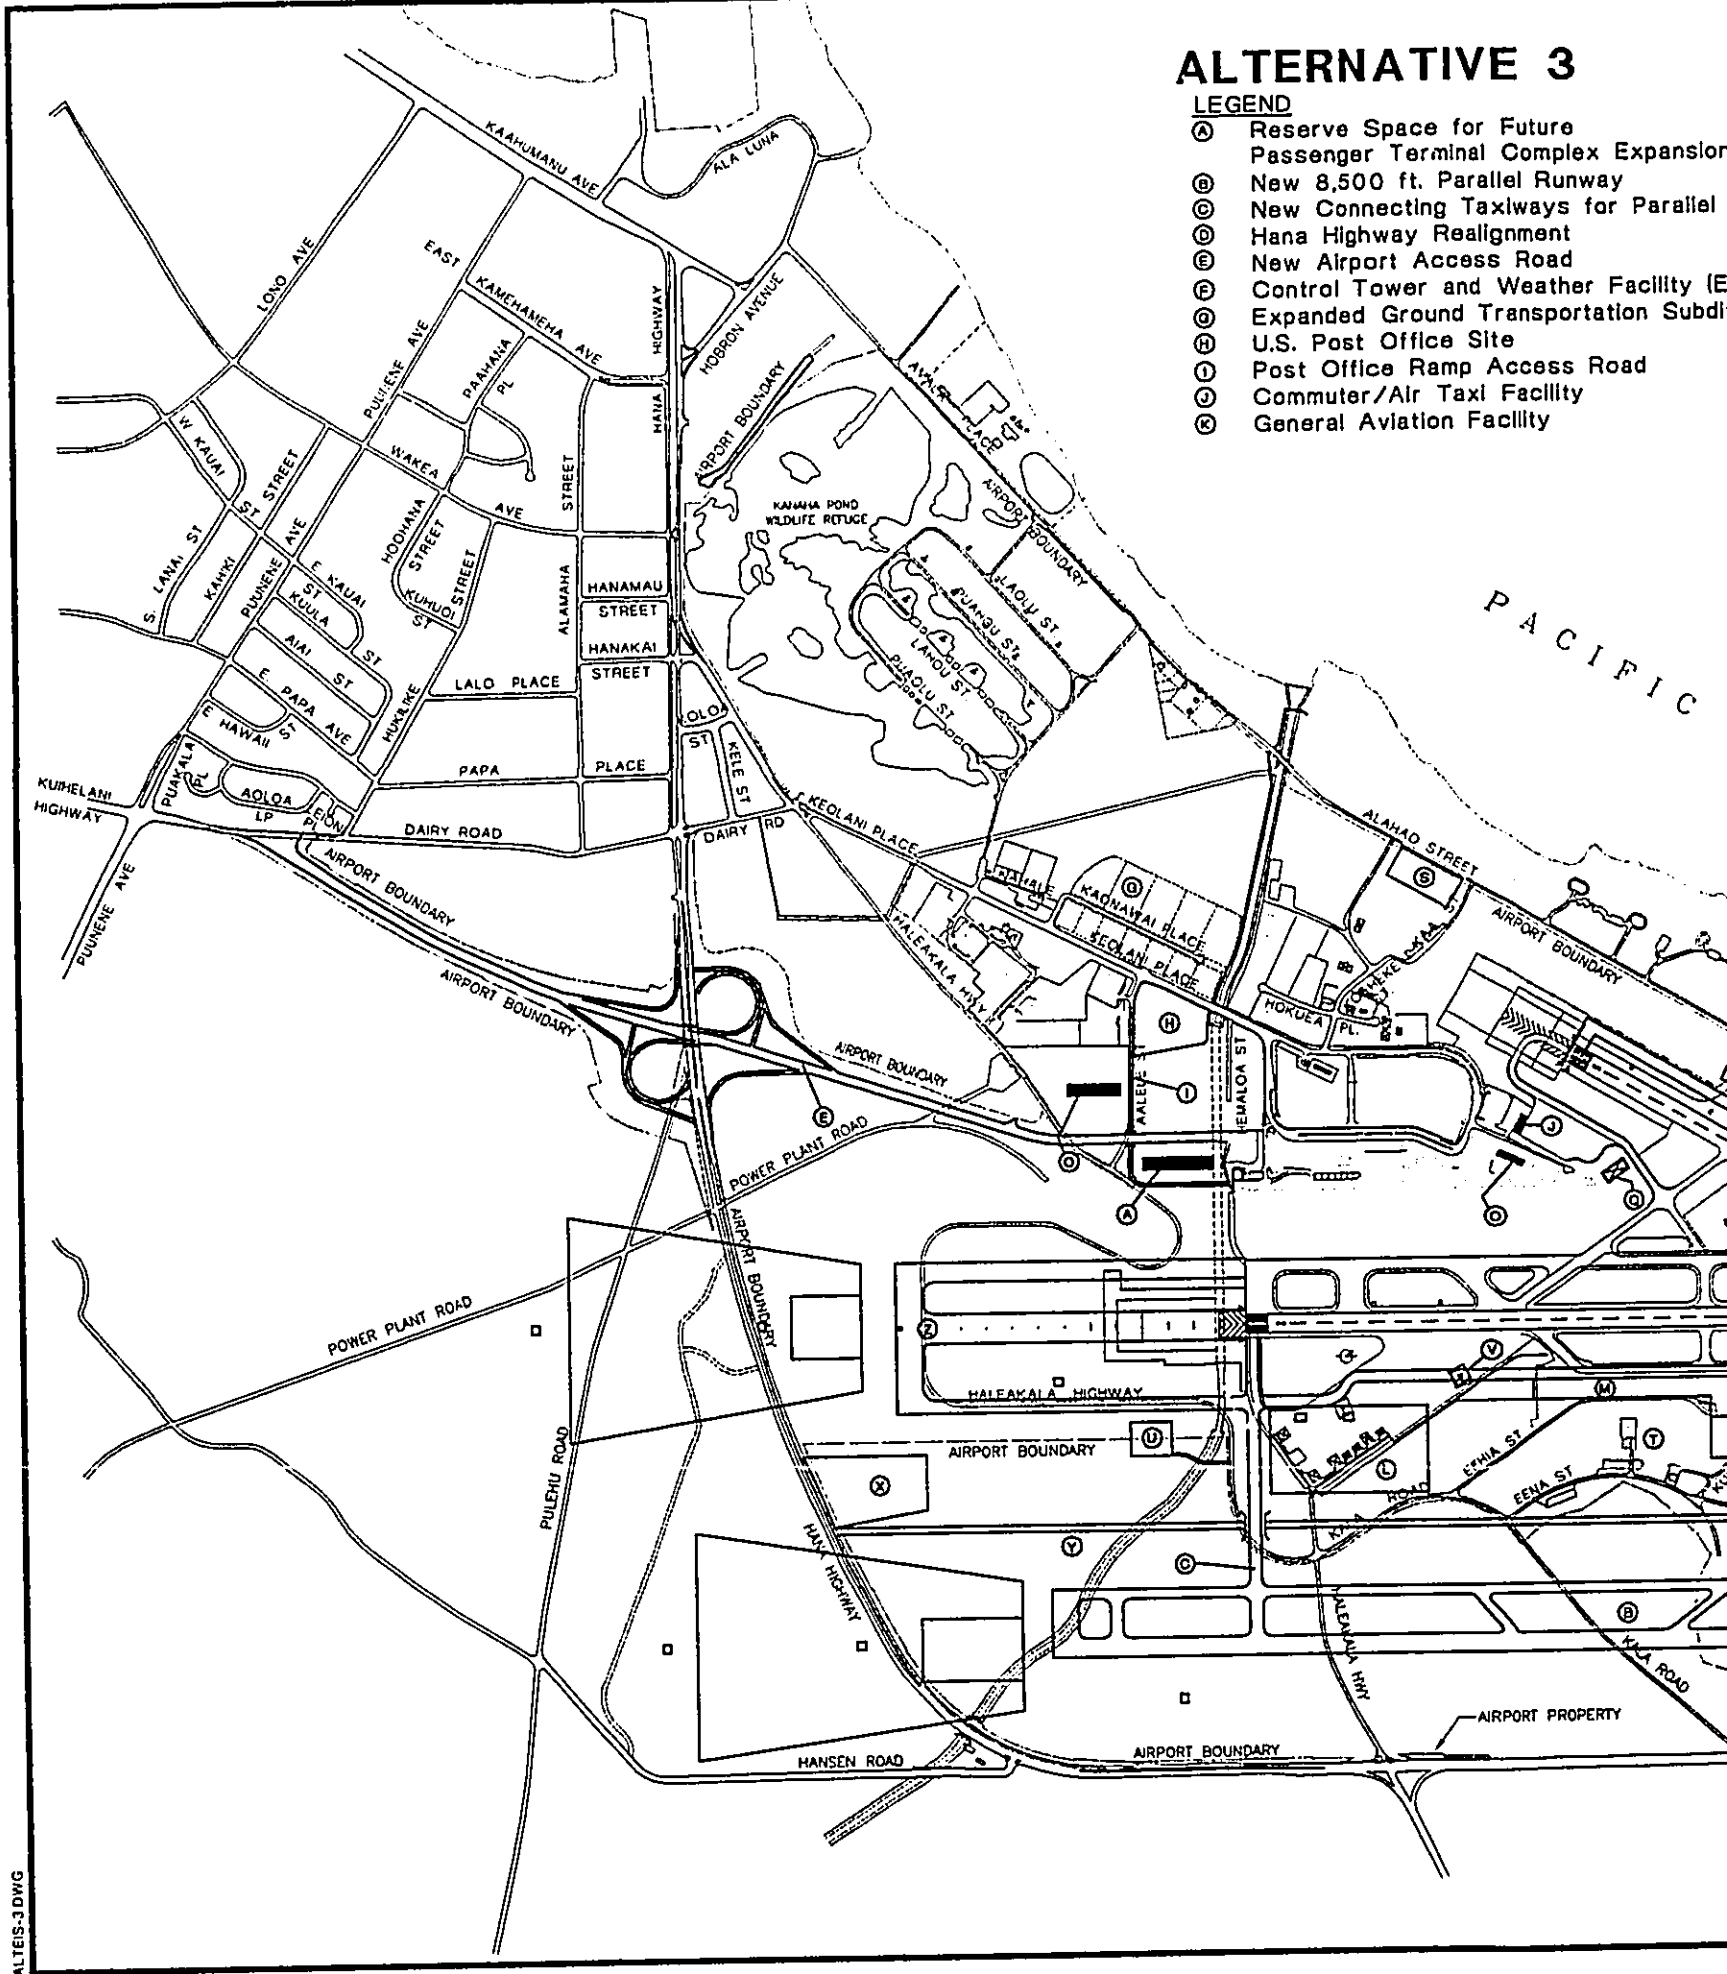 ALTERNATIVE 3
LEGEND
Ⓐ Reserve Space for Future
Passenger Terminal Complex Expansion
Ⓑ New 8,500 ft. Parallel Runway
Ⓒ New Connecting Taxiways for Parallel
Ⓓ Hana Highway Realignment
Ⓔ New Airport Access Road
Ⓕ Control Tower and Weather Facility (E
Ⓖ Expanded Ground Transportation Subdi
Ⓗ U.S. Post Office Site
Ⓘ Post Office Ramp Access Road
Ⓙ Commuter/Air Taxi Facility
Ⓚ General Aviation Facility
KAAHUMANU AVE
ALA LUNA
LONO AVE
EAST
KAMEHAMEHA AVE
PUUNENE AVE
PAAHANA
PL
HANA HIGHWAY
HOBRON AVENUE
AIRPORT BOUNDARY
W KAUAI
ST
STREET
WAKEA
AVE
STREET
KANAHA POND
WILDLIFE REFUGE
AIRPORT BOUNDARY
PLACE
S. LANAI ST
KAHIKI
PUUNENE AVE
HOOHANA
STREET
E KAUAI
ST
KUULA
ST
KUHUOI
ST
STREET
ALAMAHA
HANAMAU
STREET
HANAKAI
STREET
LAOLU ST.
LANOU ST
PUAOLU ST
PACIFIC
AIAI
ST
LALO PLACE
E. PAPA AVE
E
HAWAII
ST
HUKILIKE
ST
KELE ST
PAPA PLACE
KUIHELANI
HIGHWAY
PUAKALA
PL
AOLOA
LP
PL
DAIRY ROAD
DAIRY RD
KEOLANI PLACE
PUUNENE AVE
AIRPORT BOUNDARY
ALAHAO STREET
Ⓢ
Ⓖ
KAONAWAI PLACE
KEOLANI PLACE
HALEAKALA HWY
AIRPORT BOUNDARY
AIRPORT BOUNDARY
HOKUEA
PL.
Ⓗ
AALELE ST
Ⓘ
HEMALOA ST
AIRPORT BOUNDARY
Ⓔ
POWER PLANT ROAD
Ⓞ
Ⓐ
Ⓙ
Ⓞ
Ⓠ
AIRPORT BOUNDARY
POWER PLANT ROAD
Ⓩ
Ⓥ
HALEAKALA HIGHWAY
Ⓜ
PULEHU ROAD
AIRPORT BOUNDARY
Ⓤ
Ⓛ
Ⓣ
Ⓧ
ROAD
EENA ST
HANA HIGHWAY
Ⓨ
Ⓒ
Ⓑ
HALEAKALA HWY
KALA ROAD
AIRPORT PROPERTY
HANSEN ROAD
AIRPORT BOUNDARY
ALTEIS-3 DWG